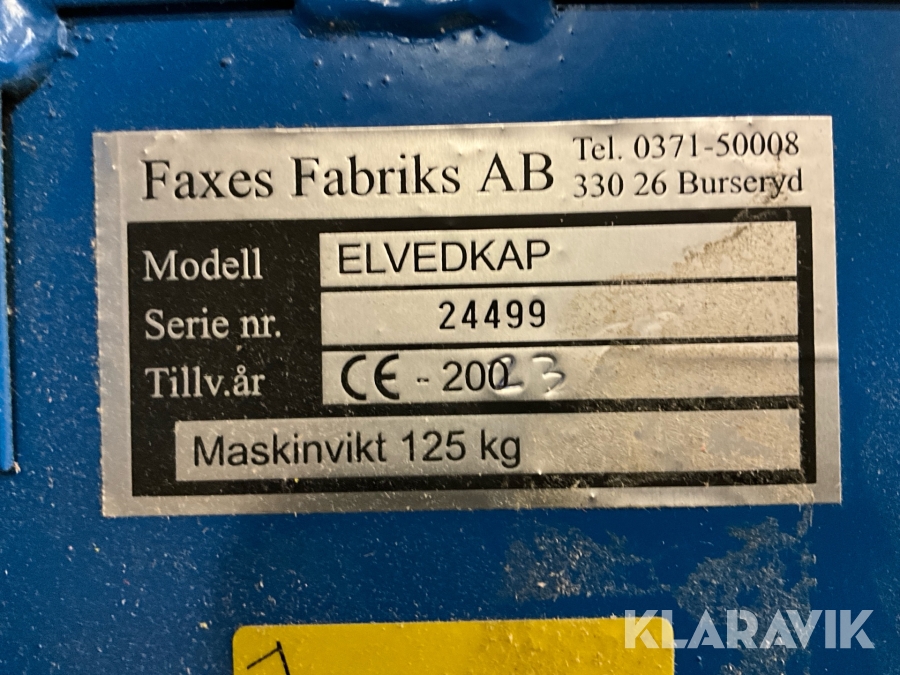 Faxes Fabriks AB
Tel. 0371-50008
330 26 Burseryd
Modell ELVEDKAP
Serie nr. 24499
Tillv.år CE - 20023
Maskinvikt 125 kg
KLARAVIK